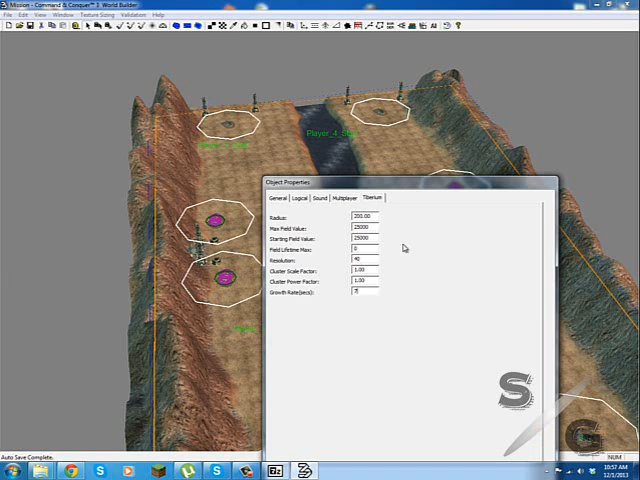 Mission - Command & Conquer™ 3: World Builder
File Edit View Window Texture Sizing Validation Help
Player_4_Start
Object Properties
General Logical Sound Multiplayer Tiberium
Radius: 200.00
Max Field Value: 25000
Starting Field Value: 25000
Field Lifetime Max: 0
Resolution: 40
Cluster Scale Factor: 1.00
Cluster Power Factor: 1.00
Growth Rate(secs): 7
S
G
Auto Save Complete.
NUM
10:57 AM
12/1/2013